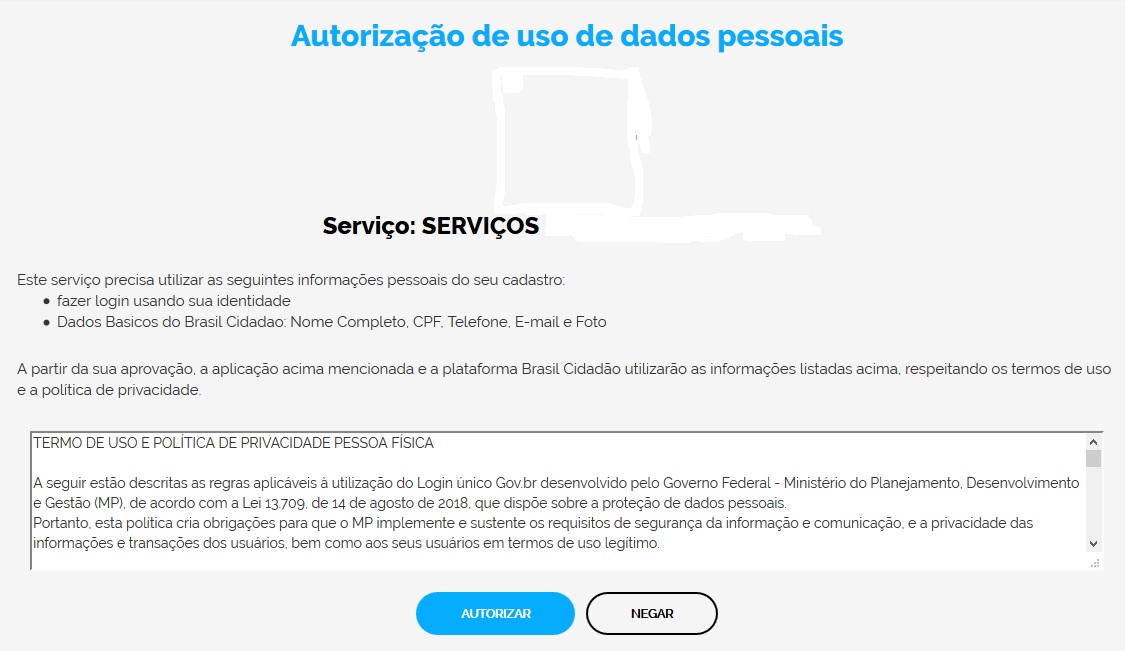 Autorização de uso de dados pessoais
Serviço: SERVIÇOS
Este serviço precisa utilizar as seguintes informações pessoais do seu cadastro:
• fazer login usando sua identidade
• Dados Basicos do Brasil Cidadao: Nome Completo, CPF, Telefone, E-mail e Foto
A partir da sua aprovação, a aplicação acima mencionada e a plataforma Brasil Cidadão utilizarão as informações listadas acima, respeitando os termos de uso
e a política de privacidade.
TERMO DE USO E POLÍTICA DE PRIVACIDADE PESSOA FÍSICA
A seguir estão descritas as regras aplicáveis à utilização do Login único Gov.br desenvolvido pelo Governo Federal - Ministério do Planejamento, Desenvolvimento
e Gestão (MP), de acordo com a Lei 13.709, de 14 de agosto de 2018, que dispõe sobre a proteção de dados pessoais.
Portanto, esta política cria obrigações para que o MP implemente e sustente os requisitos de segurança da informação e comunicação, e a privacidade das
informações e transações dos usuários, bem como aos seus usuários em termos de uso legítimo.
AUTORIZAR
NEGAR